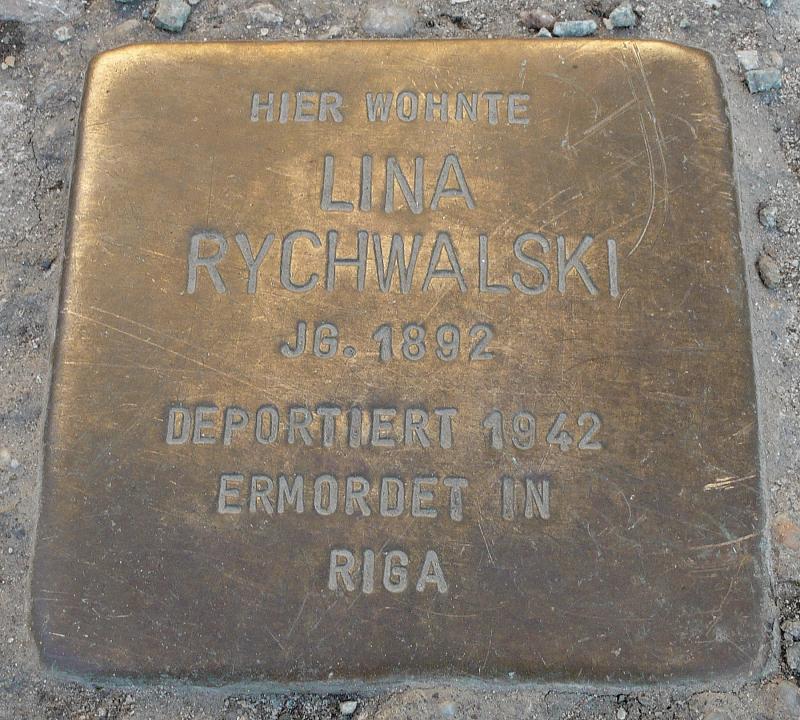 HIER WOHNTE
LINA
RYCHWALSKI
JG. 1892
DEPORTIERT 1942
ERMORDET IN
RIGA